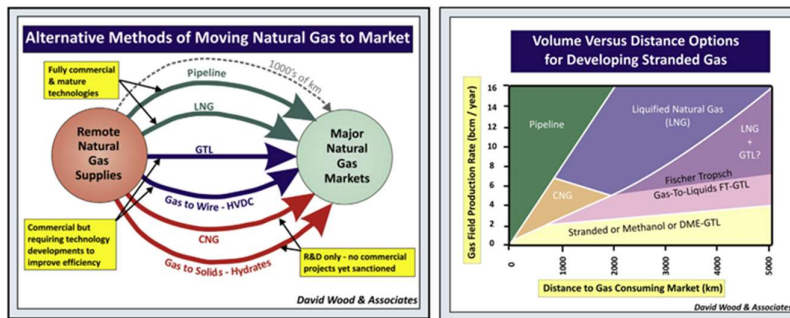 Alternative Methods of Moving Natural Gas to Market
Fully commercial
& mature
technologies
1000's of km
Pipeline
LNG
Remote
Natural
Gas
Supplies
GTL
Major
Natural
Gas
Markets
Gas to Wire - HVDC
Commercial but
requiring technology
developments to
improve efficiency
CNG
Gas to Solids - Hydrates
R&D only - no
commercial
projects yet sanctioned
David Wood & Associates
Volume Versus Distance Options
for Developing Stranded Gas
Gas Field Production Rate (bcm / year)
16
14
12
10
8
6
4
2
0
Pipeline
Liquified Natural Gas
(LNG)
LNG
+
GTL?
CNG
Fischer Tropsch
Gas-To-Liquids FT-GTL
Stranded or Methanol or DME-GTL
0
1000
2000
3000
4000
5000
Distance to Gas Consuming Market (km)
David Wood & Associates